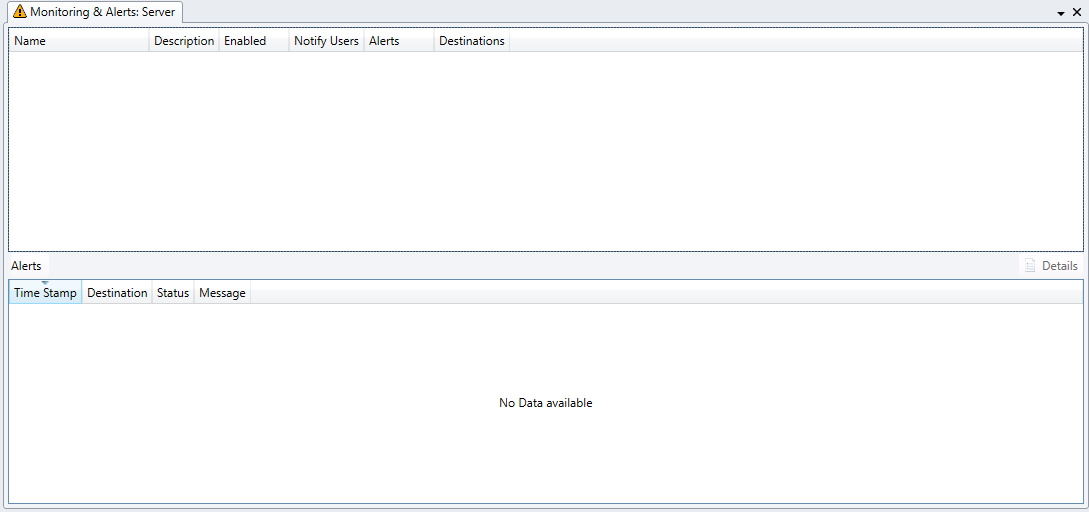 Monitoring & Alerts: Server
Name Description Enabled Notify Users Alerts Destinations
Alerts Details
Time Stamp Destination Status Message
No Data available